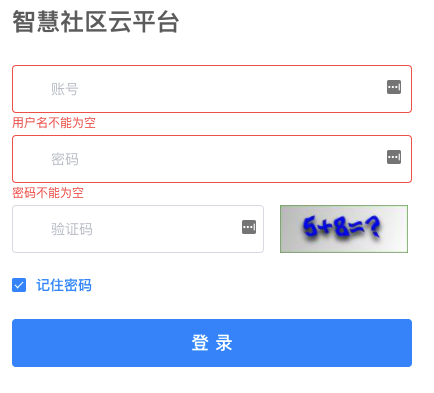 智慧社区云平台
账号
用户名不能为空
密码
密码不能为空
验证码
5+8=?
记住密码
登 录